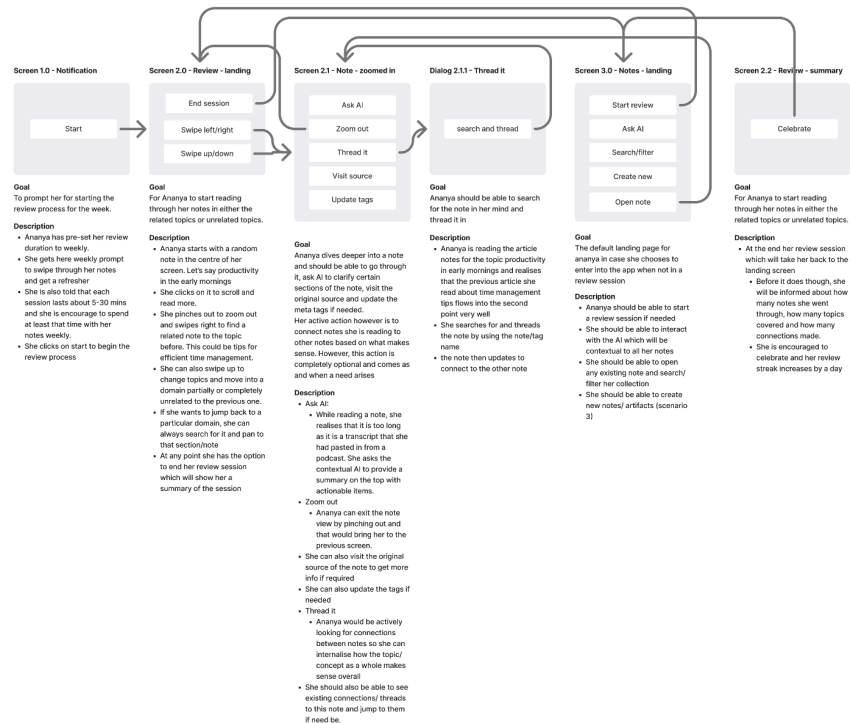 Screen 1.0 - Notification
Start
Goal
To prompt her for starting the
review process for the week.
Description
• Ananya has pre-set her review
duration to weekly.
• She gets here weekly prompt
to swipe through her notes
and get a refresher
• She is also told that each
session lasts about 5-30 mins
and she is encourage to spend
at least that time with her
notes weekly.
• She clicks on start to begin the
review process
Screen 2.0 - Review - landing
End session
Swipe left/right
Swipe up/down
Goal
For Ananya to start reading
through her notes in either the
related topics or unrelated topics.
Description
• Ananya starts with a random
note in the centre of her
screen. Let's say productivity
in the early mornings
• She clicks on it to scroll and
read more.
• She pinches out to zoom out
and swipes right to find a
related note to the topic
before. This could be tips for
efficient time management.
• She can also swipe up to
change topics and move into a
domain partially or completely
unrelated to the previous one.
• If she wants to jump back to a
particular domain, she can
always search for it and pan to
that section/note
• At any point she has the option
to end her review session
which will show her a
summary of the session
Screen 2.1 - Note - zoomed in
Ask AI
Zoom out
Thread it
Visit source
Update tags
Goal
Ananya dives deeper into a note
and should be able to go through
it, ask AI to clarify certain
sections of the note, visit the
original source and update the
meta tags if needed.
Her active action however is to
connect notes she is reading to
other notes based on what makes
sense. However, this action is
completely optional and comes as
and when a need arises
Description
• Ask AI:
• While reading a note, she
realises that it is too long
as it is a transcript that she
had pasted in from a
podcast. She asks the
contextual AI to provide a
summary on the top with
actionable items.
• Zoom out
• Ananya can exit the note
view by pinching out and
that would bring her to the
previous screen.
• She can also visit the original
source of the note to get more
info if required
• She can also update the tags if
needed
• Thread it
• Ananya would be actively
looking for connections
between notes so she can
internalise how the topic/
concept as a whole makes
sense overall
• She should also be able to see
existing connections/ threads
to this note and jump to them
if need be.
Dialog 2.1.1 - Thread it
search and thread
Goal
Ananya should be able to search
for the note in her mind and
thread it in
• Ananya is reading the article
notes for the topic productivity
in early mornings and realises
that the previous article she
read about time management
tips flows into the second
point very well
• She searches for and threads
the note by using the note/tag
name
• the note then updates to
connect to the other note
Screen 3.0 - Notes - landing
Start review
Ask AI
Search/filter
Create new
Open note
Goal
The default landing page for
ananya in case she chooses to
enter into the app when not in a
review session
Description
• Ananya should be able to start
a review session if needed
• She should be able to interact
with the AI which will be
contextual to all her notes
• She should be able to open
any existing note and search/
filter her collection
• She should be able to create
new notes/ artifacts (scenario
3)
Screen 2.2 - Review - summary
Celebrate
Goal
For Ananya to start reading
through her notes in either the
related topics or unrelated topics.
Description
• At the end her review session
which will take her back to the
landing screen
• Before it does though, she
will be informed about how
many notes she went
through, how many topics
covered and how many
connections made.
• She is encouraged to
celebrate and her review
streak increases by a day